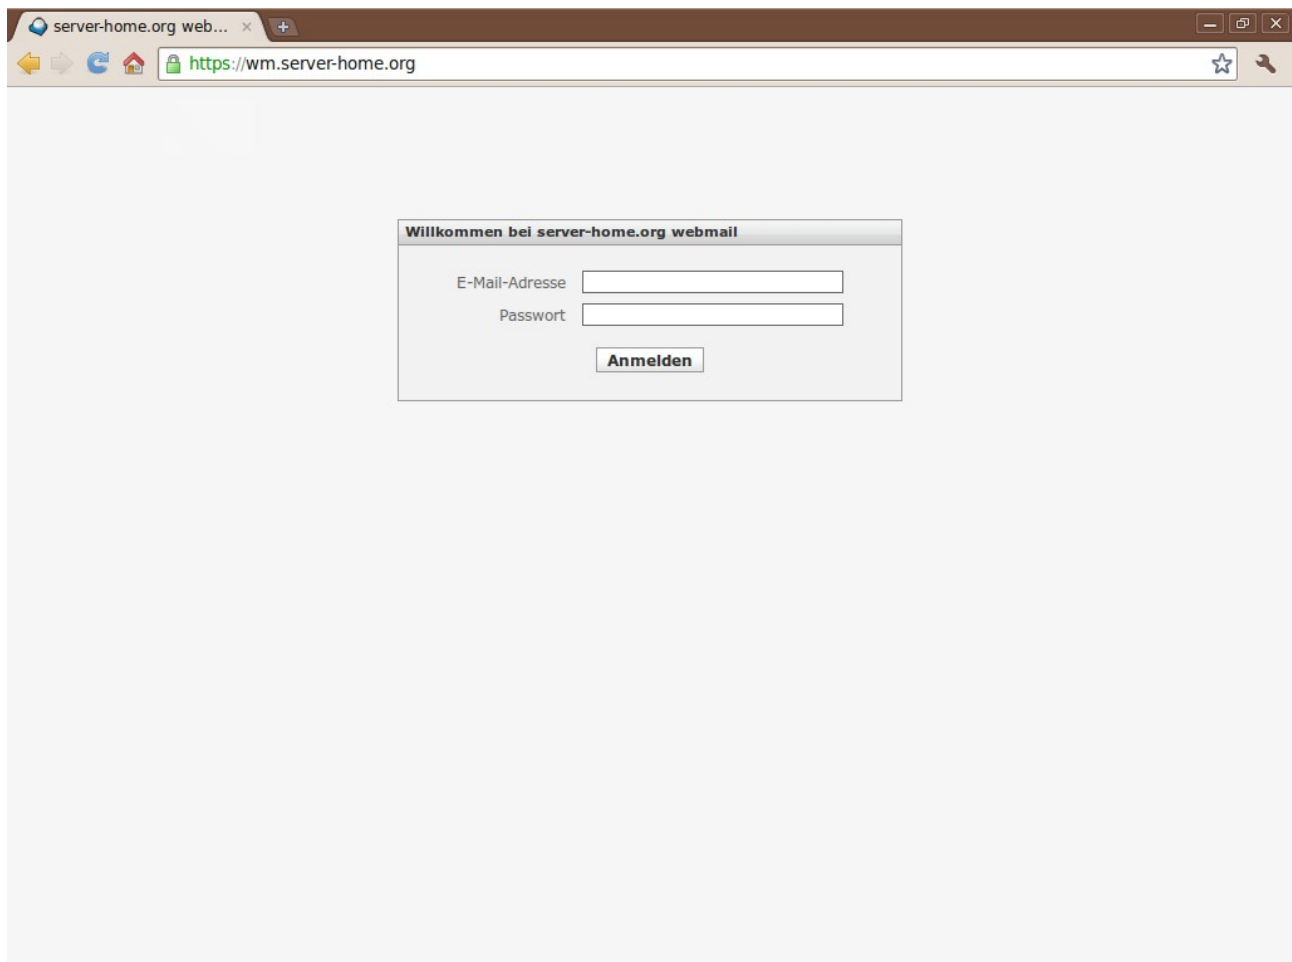 server-home.org web...
https://wm.server-home.org
Willkommen bei server-home.org webmail
E-Mail-Adresse
Passwort
Anmelden